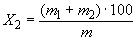 X₂ = (m₁ + m₂) · 100 / m